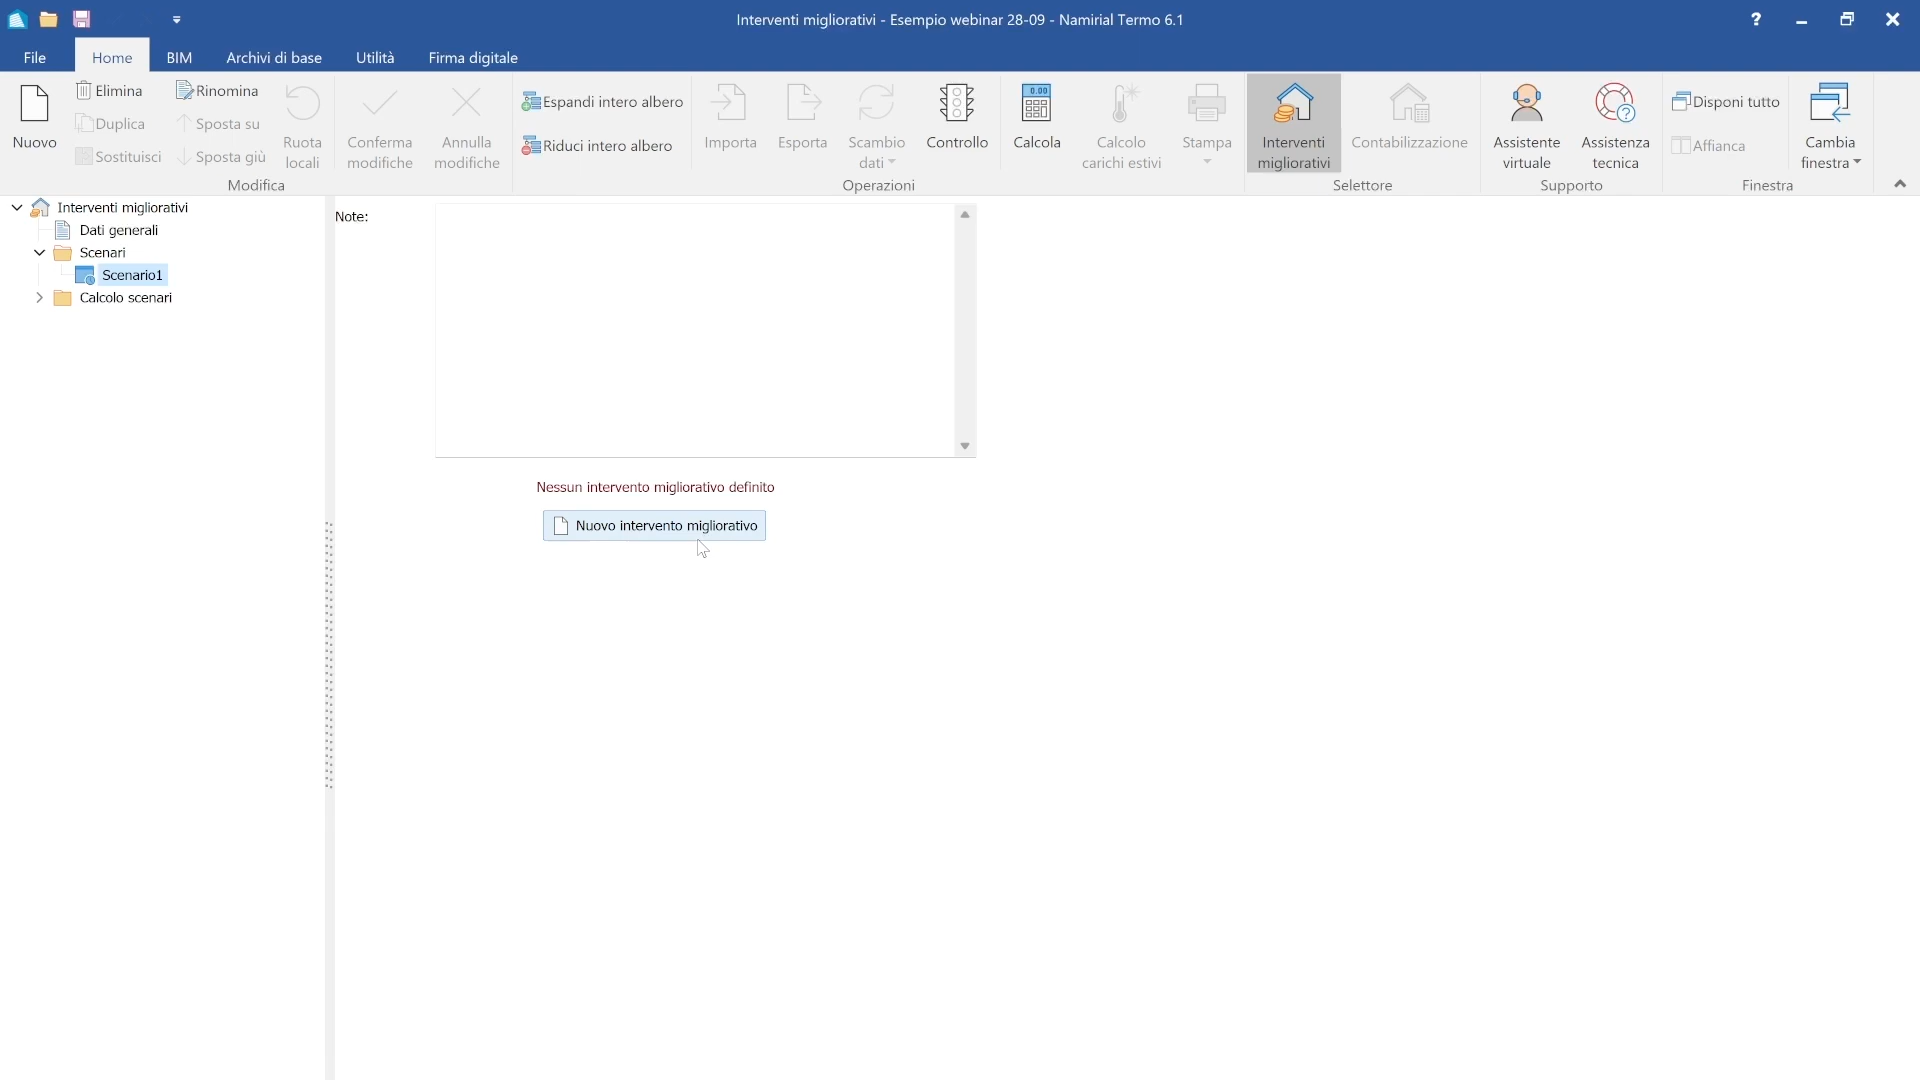 Interventi migliorativi - Esempio webinar 28-09 - Namirial Termo 6.1
?
File Home BIM Archivi di base Utilità Firma digitale
Nuovo
Elimina
Duplica
Sostituisci
Rinomina
Sposta su
Sposta giù
Ruota
locali
Modifica
Conferma
modifiche
Annulla
modifiche
Espandi intero albero
Riduci intero albero
Importa
Esporta
Scambio
dati
Controllo
Operazioni
0.00
Calcola
Calcolo
carichi estivi
Stampa
Interventi
migliorativi
Contabilizzazione
Selettore
Assistente
virtuale
Assistenza
tecnica
Supporto
Disponi tutto
Affianca
Cambia
finestra
Finestra
Interventi migliorativi
Dati generali
Scenari
Scenario1
Calcolo scenari
Note:
Nessun intervento migliorativo definito
Nuovo intervento migliorativo